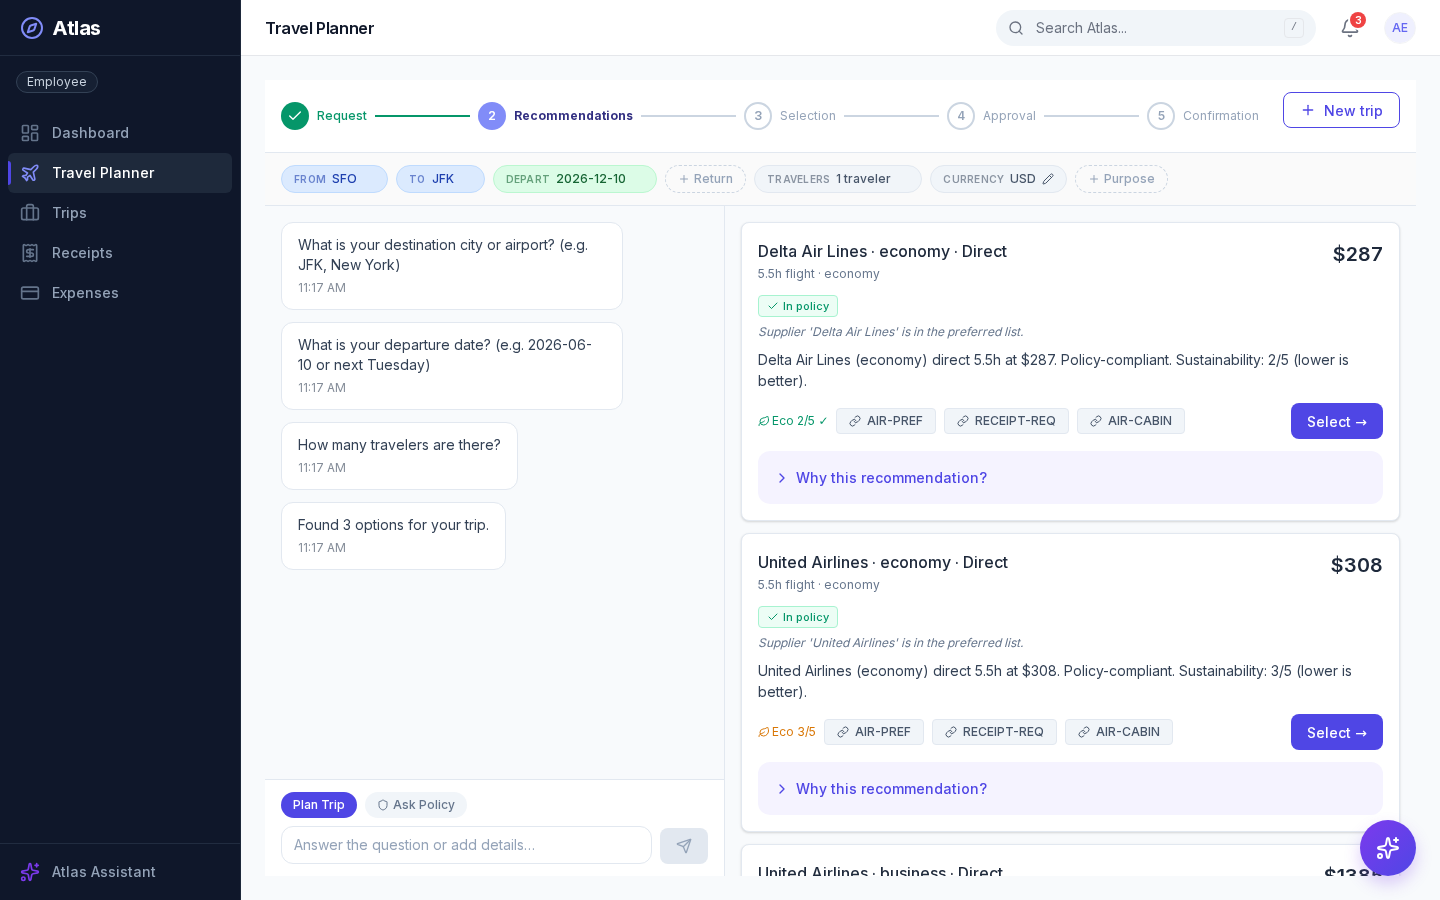 Atlas
Travel Planner
Search Atlas...
/
3
AE
Employee
Dashboard
Travel Planner
Trips
Receipts
Expenses
Atlas Assistant
Request
2
Recommendations
3
Selection
4
Approval
5
Confirmation
New trip
FROM SFO
TO JFK
DEPART 2026-12-10
Return
TRAVELERS 1 traveler
CURRENCY USD
Purpose
What is your destination city or airport? (e.g.
JFK, New York)
11:17 AM
What is your departure date? (e.g. 2026-06-
10 or next Tuesday)
11:17 AM
How many travelers are there?
11:17 AM
Found 3 options for your trip.
11:17 AM
Plan Trip
Ask Policy
Answer the question or add details…
Delta Air Lines · economy · Direct
$287
5.5h flight · economy
In policy
Supplier 'Delta Air Lines' is in the preferred list.
Delta Air Lines (economy) direct 5.5h at $287. Policy-compliant. Sustainability: 2/5 (lower is
better).
Eco 2/5 ✓
AIR-PREF
RECEIPT-REQ
AIR-CABIN
Select →
Why this recommendation?
United Airlines · economy · Direct
$308
5.5h flight · economy
In policy
Supplier 'United Airlines' is in the preferred list.
United Airlines (economy) direct 5.5h at $308. Policy-compliant. Sustainability: 3/5 (lower is
better).
Eco 3/5
AIR-PREF
RECEIPT-REQ
AIR-CABIN
Select →
Why this recommendation?
United Airlines · business · Direct